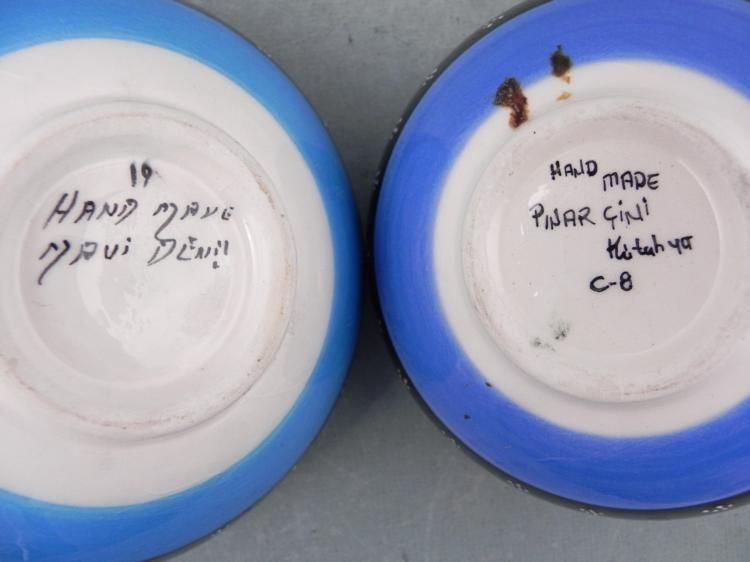 19
HAND MADE
MAVİ DENİZ
HAND MADE
PINAR ÇİNİ
Kütahya
C-8